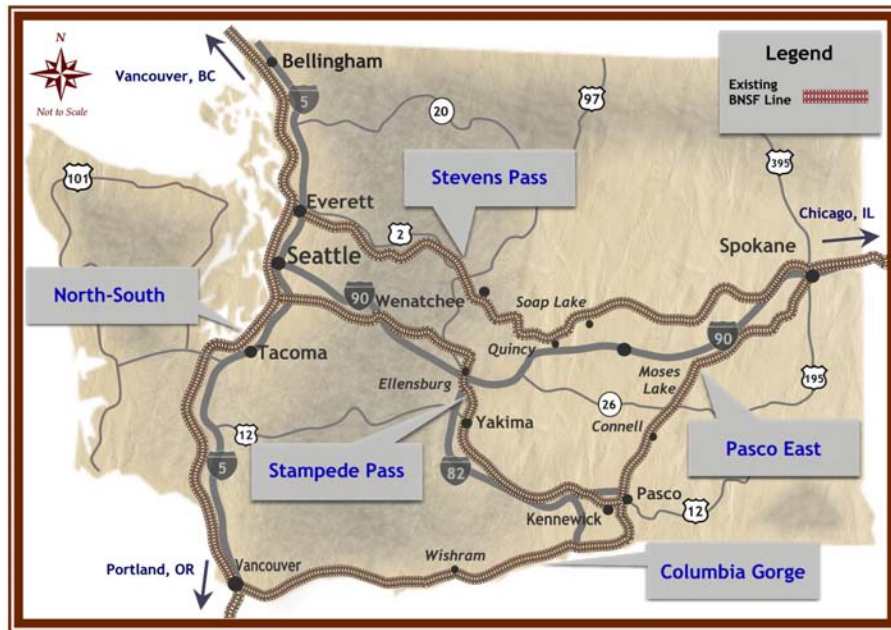 N
Not to Scale
Vancouver, BC
Bellingham
5
20
97
Legend
Existing
BNSF Line
101
Stevens Pass
395
Everett
2
Chicago, IL
Seattle
Spokane
North-South
90
Wenatchee
Soap Lake
90
Quincy
Tacoma
Moses
Lake
Ellensburg
195
26
Connell
12
Yakima
Pasco East
Stampede Pass
5
82
Pasco
12
Kennewick
Wishram
Portland, OR
Vancouver
Columbia Gorge